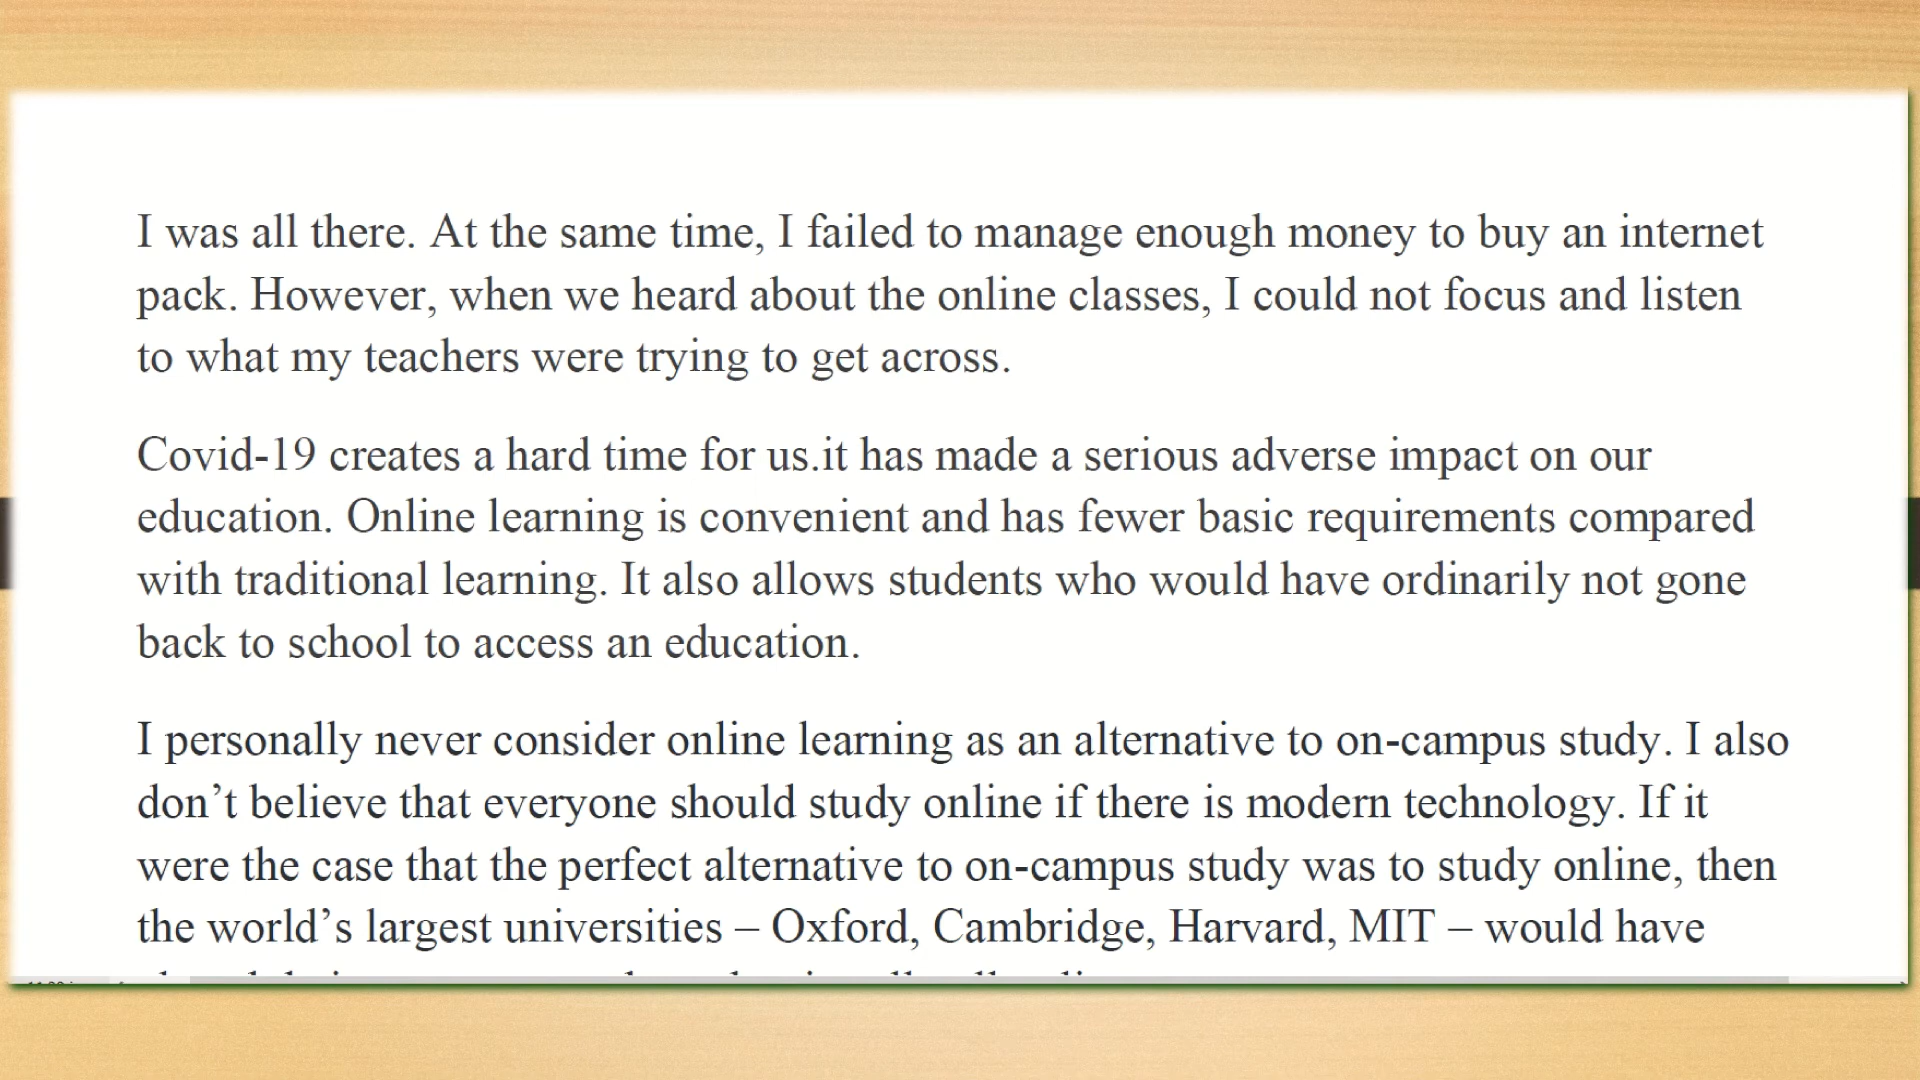 I was all there. At the same time, I failed to manage enough money to buy an internet
pack. However, when we heard about the online classes, I could not focus and listen
to what my teachers were trying to get across.
Covid-19 creates a hard time for us.it has made a serious adverse impact on our
education. Online learning is convenient and has fewer basic requirements compared
with traditional learning. It also allows students who would have ordinarily not gone
back to school to access an education.
I personally never consider online learning as an alternative to on-campus study. I also
don’t believe that everyone should study online if there is modern technology. If it
were the case that the perfect alternative to on-campus study was to study online, then
the world’s largest universities – Oxford, Cambridge, Harvard, MIT – would have